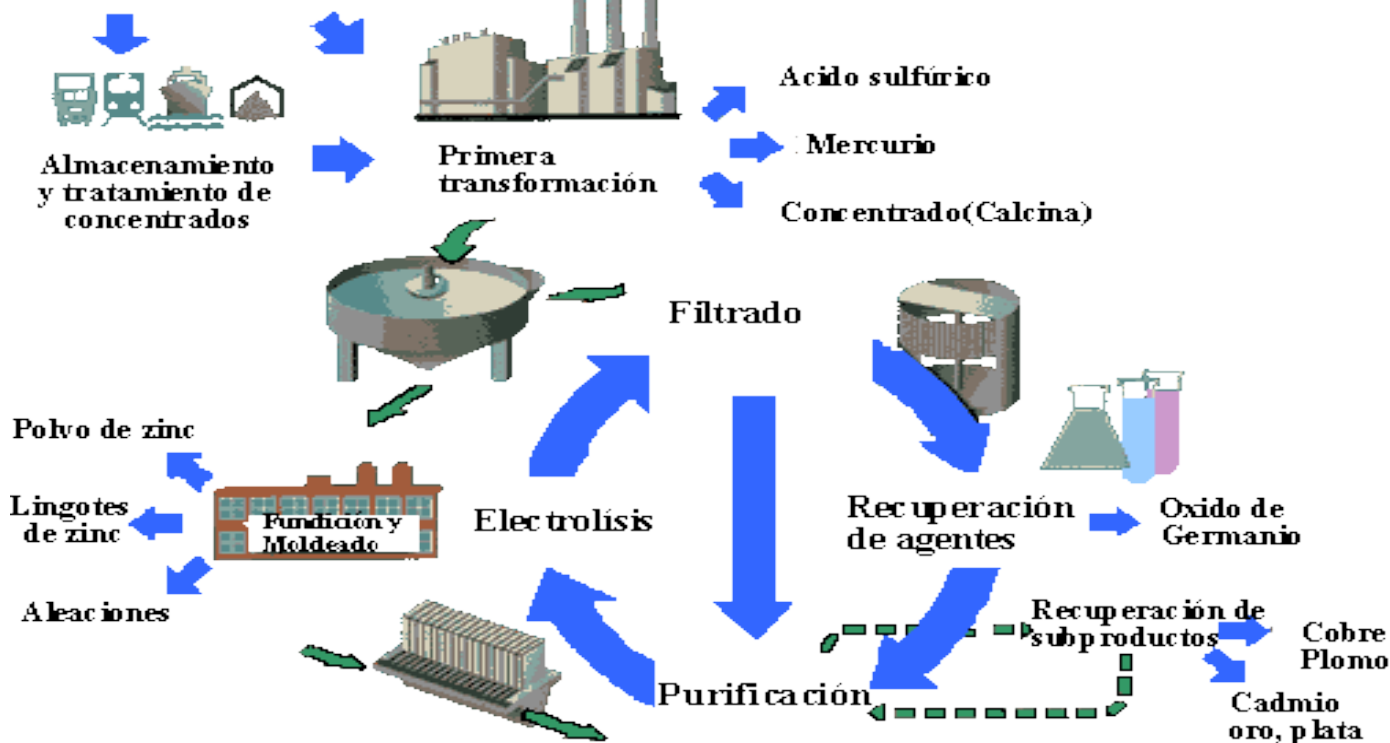 Acido sulfúrico
Mercurio
Almacenamiento
y tratamiento de
concentrados
Primera
transformación
Concentrado(Calcina)
Filtrado
Polvo de zinc
Lingotes
de zinc
Aleaciones
Fundición y
Moldeado
Electrolísis
Recuperación
de agentes
Oxido de
Germanio
Recuperación de
subproductos
Cobre
Plomo
Purificación
Cadmio
oro, plata